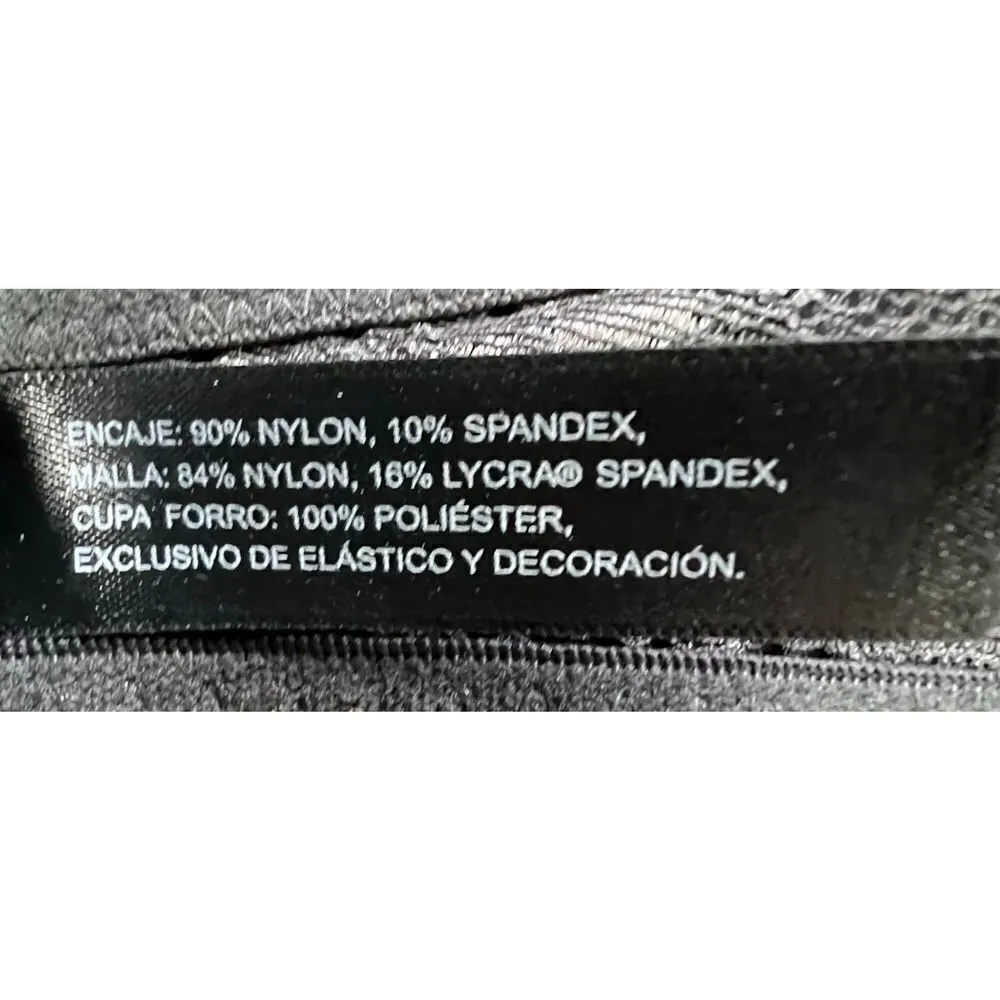 ENCAJE: 90% NYLON, 10% SPANDEX,
MALLA: 84% NYLON, 16% LYCRA® SPANDEX,
CUPA FORRO: 100% POLIÉSTER,
EXCLUSIVO DE ELÁSTICO Y DECORACIÓN.